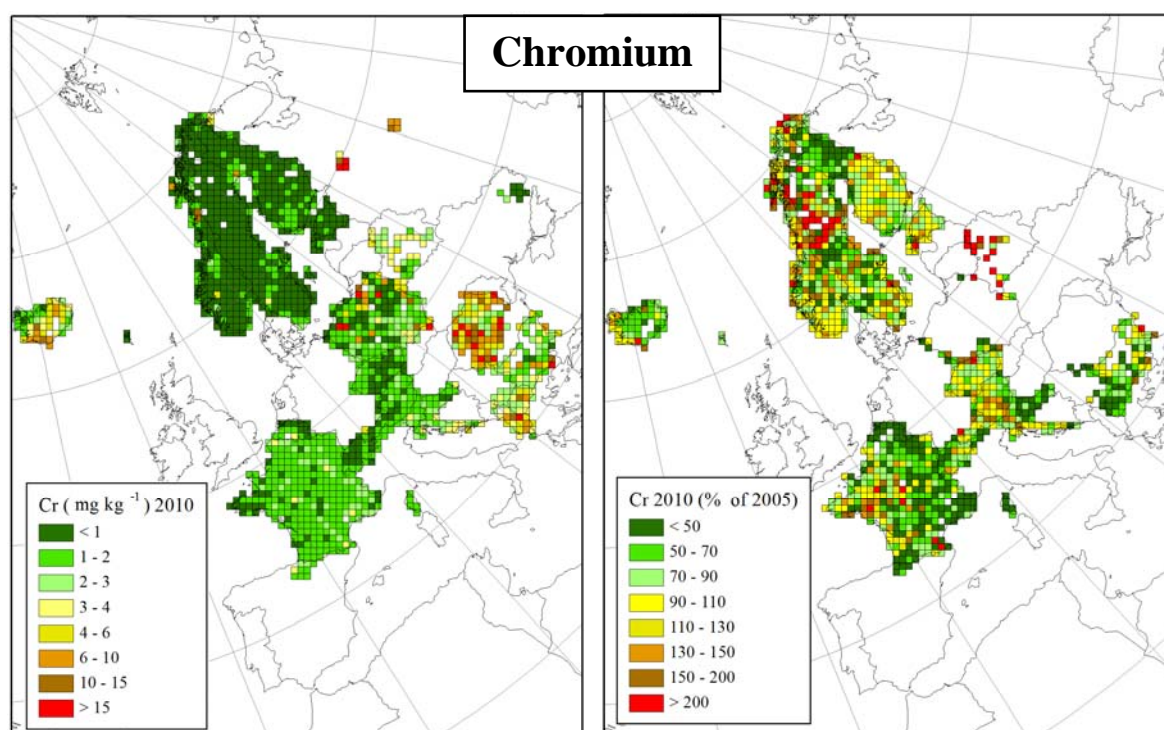 Chromium
Cr ( mg kg -1 ) 2010
< 1
1 - 2
2 - 3
3 - 4
4 - 6
6 - 10
10 - 15
> 15
Cr 2010 (% of 2005)
< 50
50 - 70
70 - 90
90 - 110
110 - 130
130 - 150
150 - 200
> 200